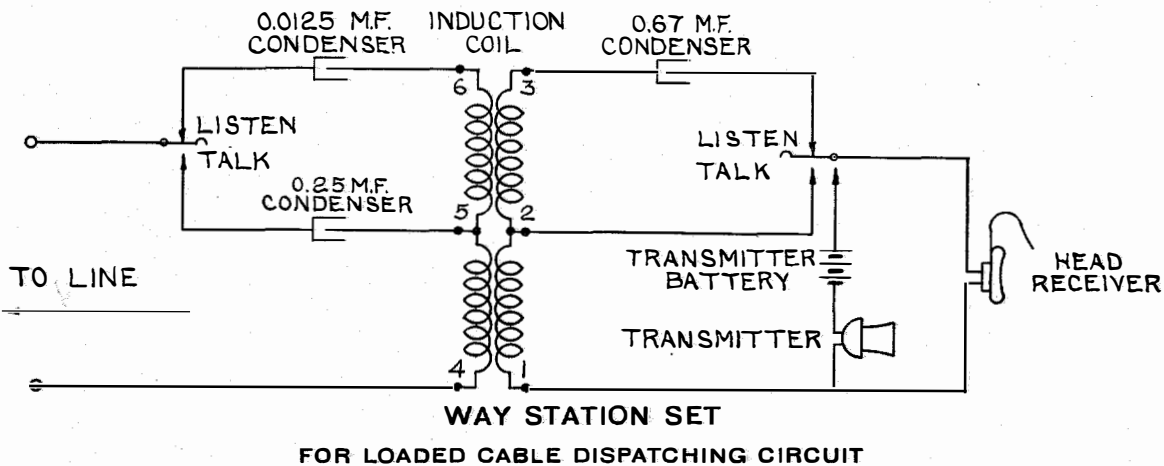 0.0125 M.F.
CONDENSER
INDUCTION
COIL
0.67 M.F.
CONDENSER
6
3
LISTEN
TALK
LISTEN
TALK
0.25 M.F.
CONDENSER
5
2
TO LINE
TRANSMITTER
BATTERY
HEAD
RECEIVER
TRANSMITTER
4
1
WAY STATION SET
FOR LOADED CABLE DISPATCHING CIRCUIT